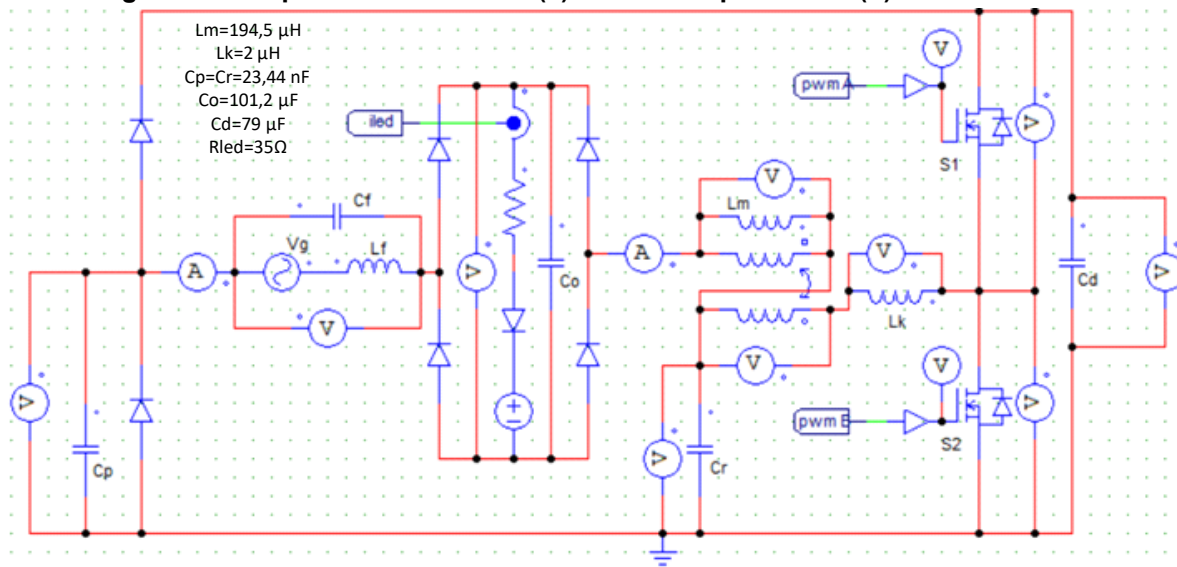 Lm=194,5 µH
Lk=2 µH
Cp=Cr=23,44 nF
Co=101,2 µF
Cd=79 µF
Rled=35Ω
V
pwmA
iled
V
S1
V
Cf
Lm
Vg
Lf
A
V
Co
A
V
Cd
V
Lk
V
V
V
V
pwmB
V
S2
Cp
V
Cr